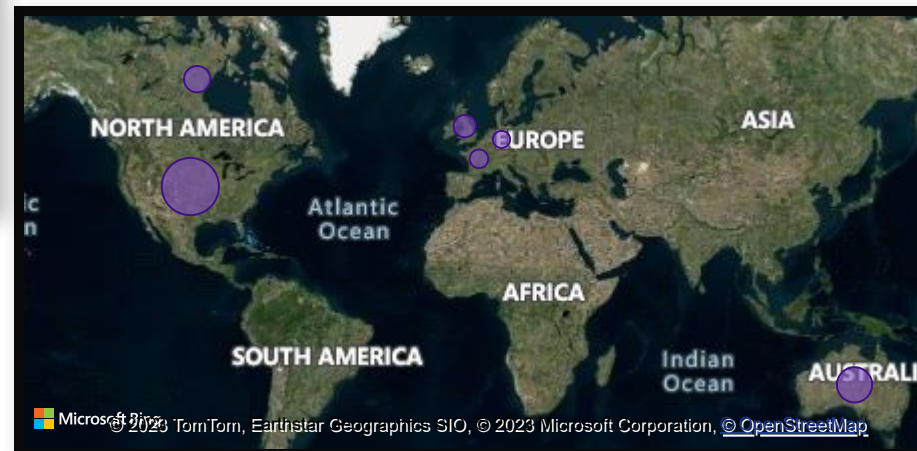 NORTH AMERICA
EUROPE
ASIA
Atlantic
Ocean
AFRICA
SOUTH AMERICA
Indian
Ocean
AUSTRALI
Microsoft Bing
© 2023 TomTom, Earthstar Geographics SIO, © 2023 Microsoft Corporation, © OpenStreetMap